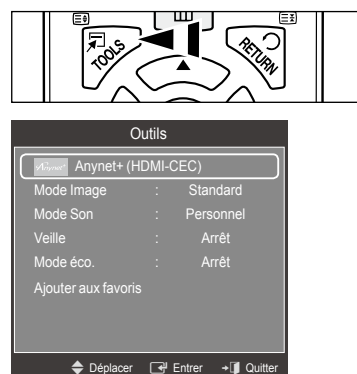 TOOLS
RETURN
Outils
Anynet+ Anynet+ (HDMI-CEC)
Mode Image : Standard
Mode Son : Personnel
Veille : Arrêt
Mode éco. : Arrêt
Ajouter aux favoris
Déplacer Entrer Quitter